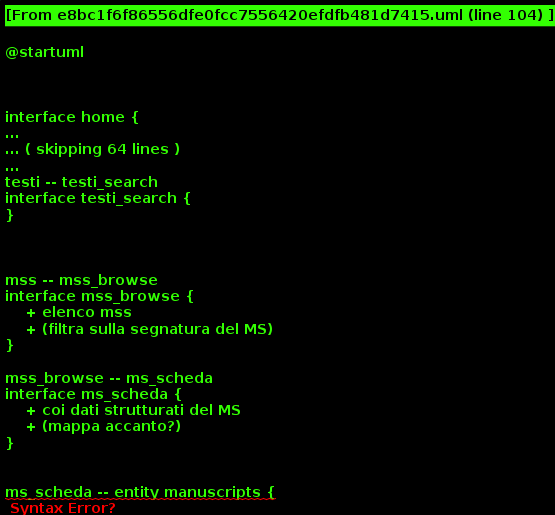 [From e8bc1f6f86556dfe0fcc7556420efdfb481d7415.uml (line 104) ]
@startuml
interface home {
...
... ( skipping 64 lines )
...
testi -- testi_search
interface testi_search {
}
mss -- mss_browse
interface mss_browse {
+ elenco mss
+ (filtra sulla segnatura del MS)
}
mss_browse -- ms_scheda
interface ms_scheda {
+ coi dati strutturati del MS
+ (mappa accanto?)
}
ms_scheda -- entity manuscripts {
Syntax Error?